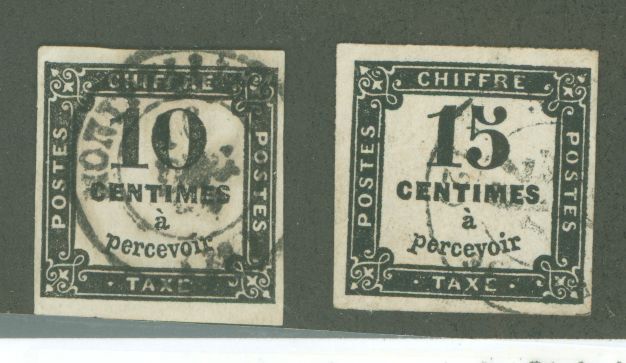 CHIFFRE
POSTES
10
CENTIMES
à
percevoir
POSTES
TAXE
CHIFFRE
POSTES
15
CENTIMES
à
percevoir
POSTES
TAXE